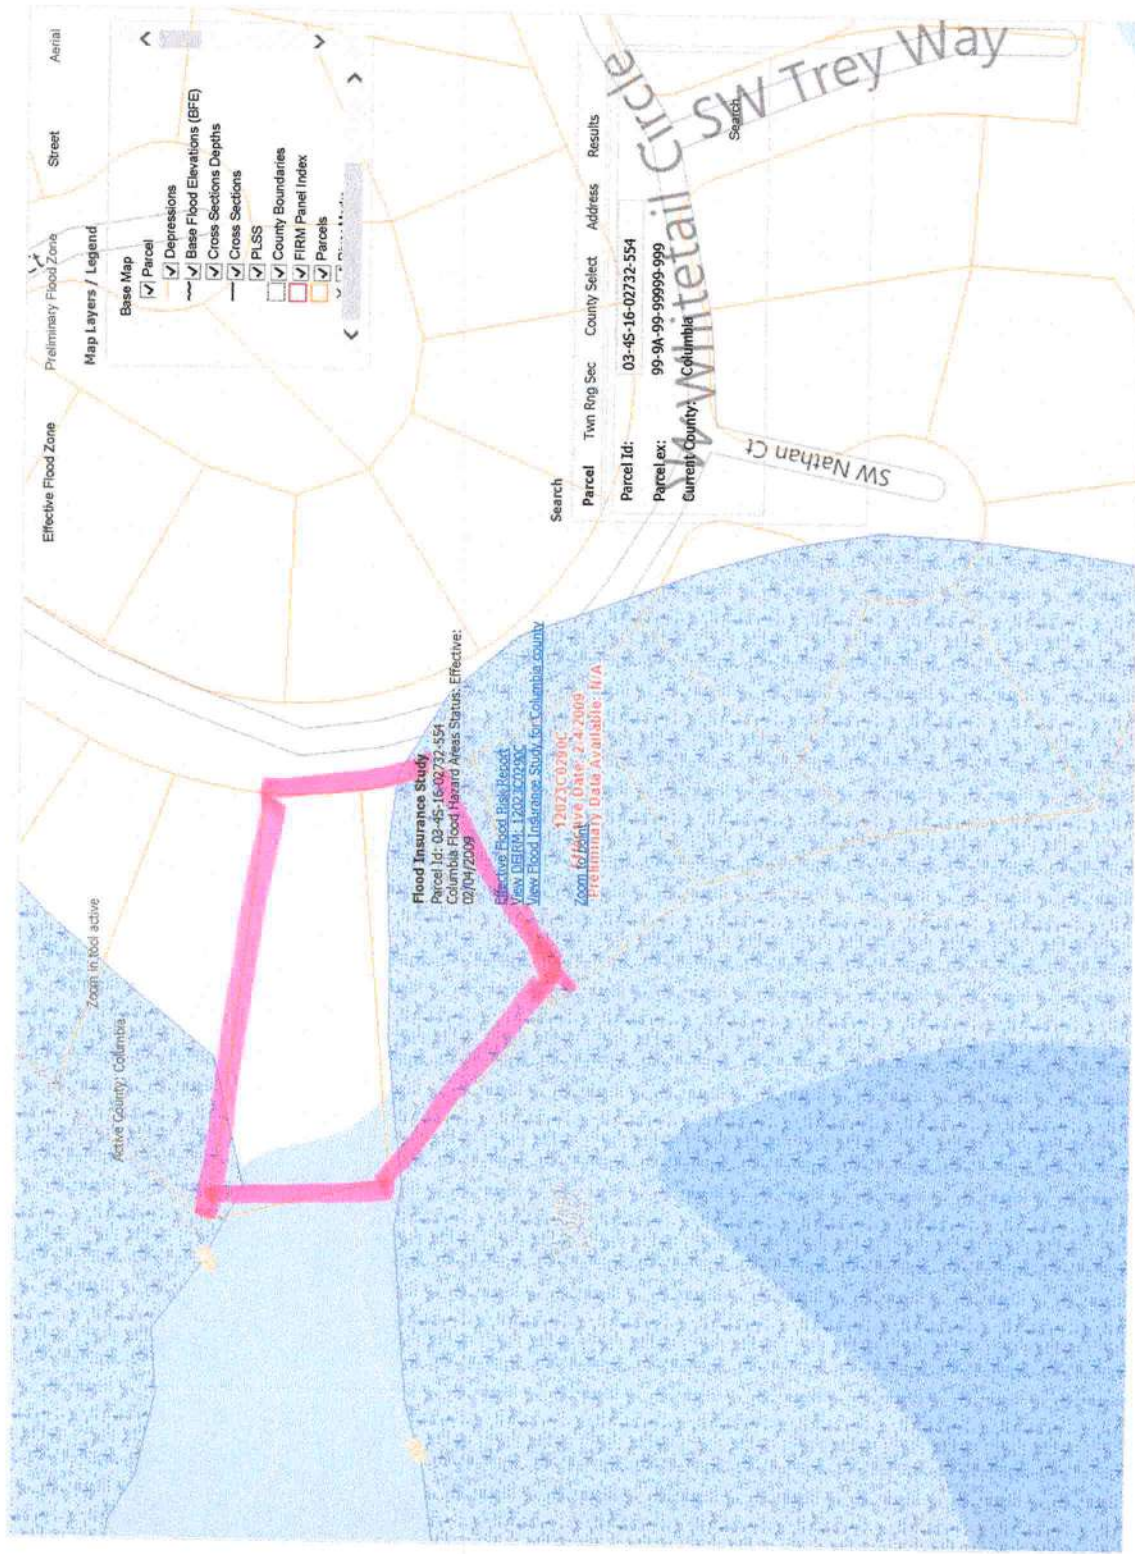 Effective Flood Zone
Preliminary Flood Zone
Street
Aerial
Map Layers / Legend
Base Map
Parcel
Depressions
Base Flood Elevations (BFE)
Cross Sections Depths
Cross Sections
PLSS
County Boundaries
FIRM Panel Index
Parcels
Zoom in tool active
Active County: Columbia
Flood Insurance Study
Parcel Id: 03-4S-16-02732-554
Columbia Flood Hazard Areas Status: Effective:
02/04/2009
Effective Flood Risk Report
View DFIRM: 12023C0290C
View Flood Insurance Study for Columbia county
Zoom to point
12023C0290C
Effective Date: 2/4/2009
Preliminary Data Available: N/A
Search
Parcel Twn Rng Sec County Select Address Results
Parcel Id: 03-4S-16-02732-554
Parcel ex: 99-9A-99-99999-999
Current County: Columbia
Search
SW Whitetail Circle
SW Trey Way
SW Nathan Ct